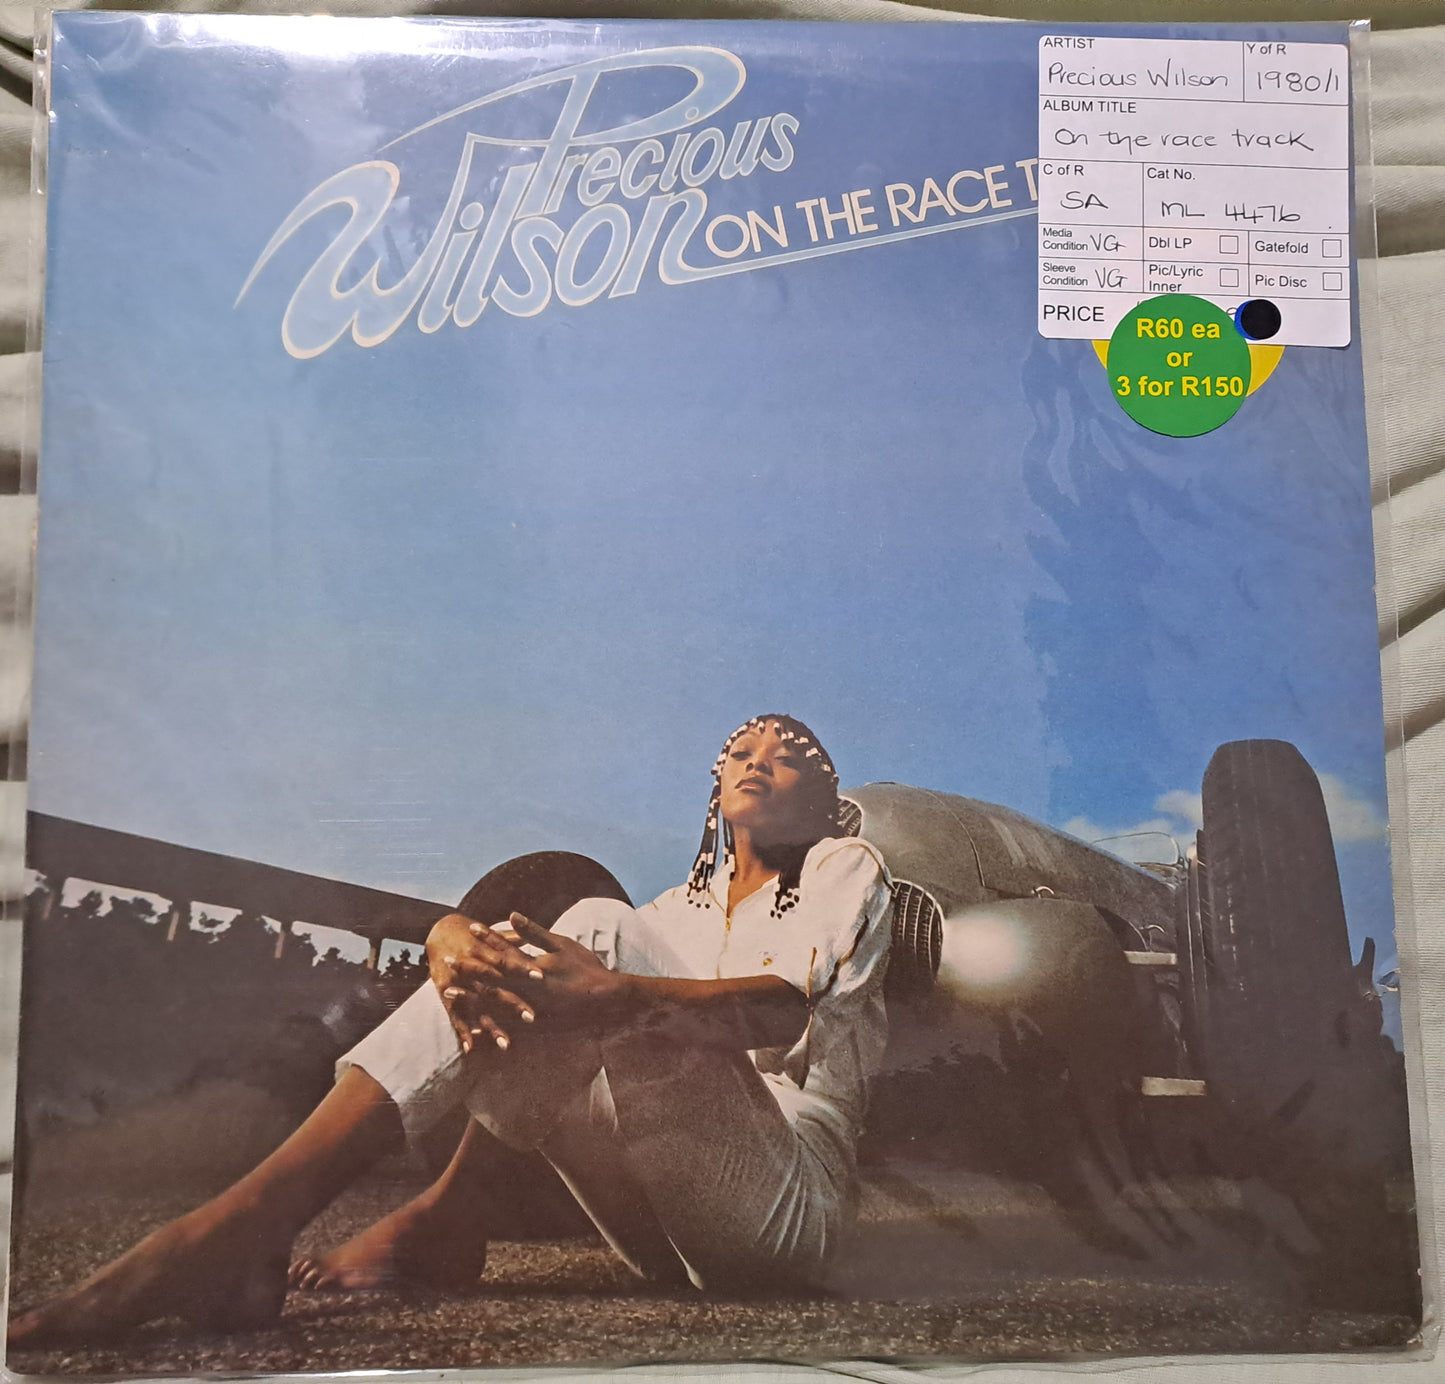 Precious
Wilson
ON THE RACE
ARTIST
Precious Wilson
Y of R
1980/1
ALBUM TITLE
On the race track
C of R
SA
Cat No.
ML 4476
Media
Condition VG+
Dbl LP
Gatefold
Sleeve
Condition VG
Pic/Lyric
Inner
Pic Disc
PRICE
R60 ea
or
3 for R150